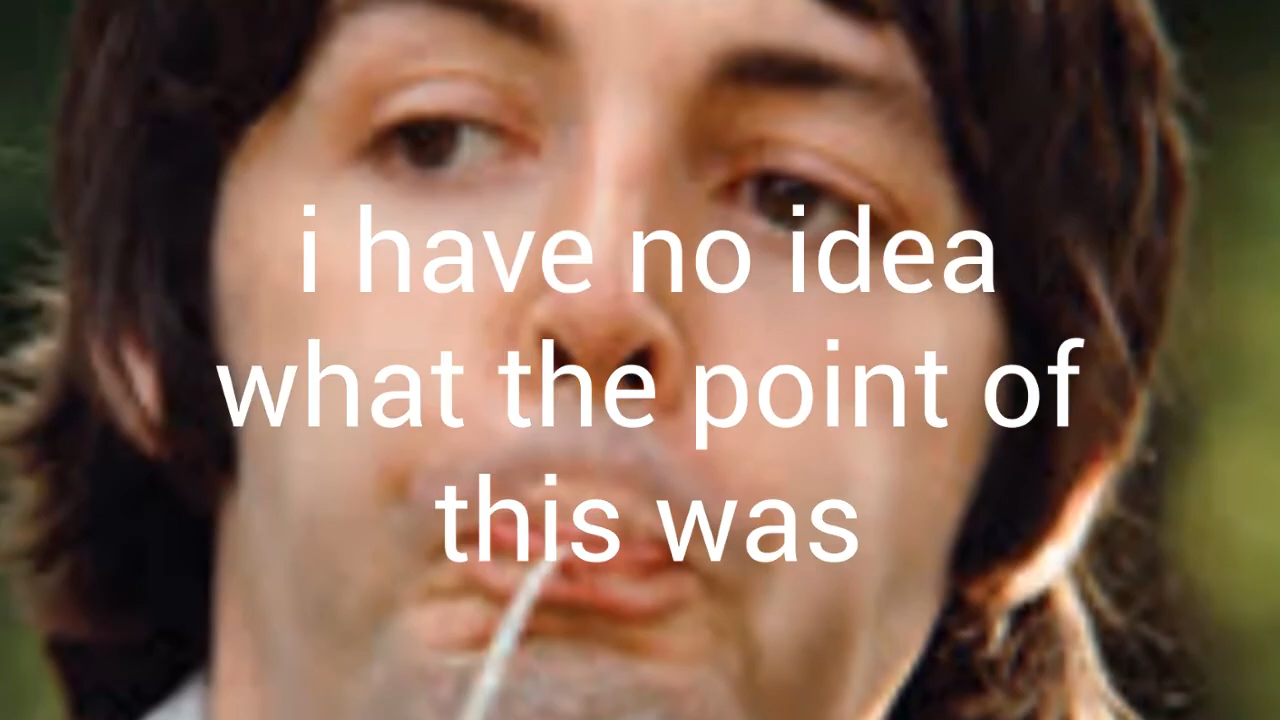 i have no idea
what the point of
this was